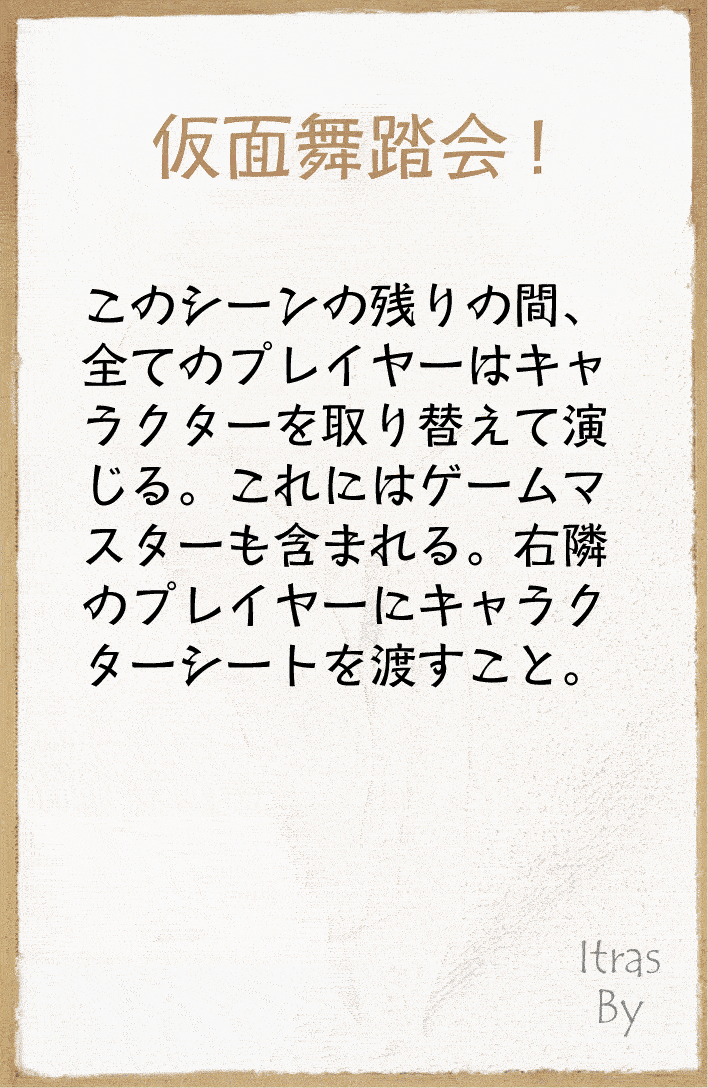 仮面舞踏会！
このシーンの残りの間、
全てのプレイヤーはキャ
ラクターを取り替えて演
じる。これにはゲームマ
スターも含まれる。右隣
のプレイヤーにキャラク
ターシートを渡すこと。
Itras
By